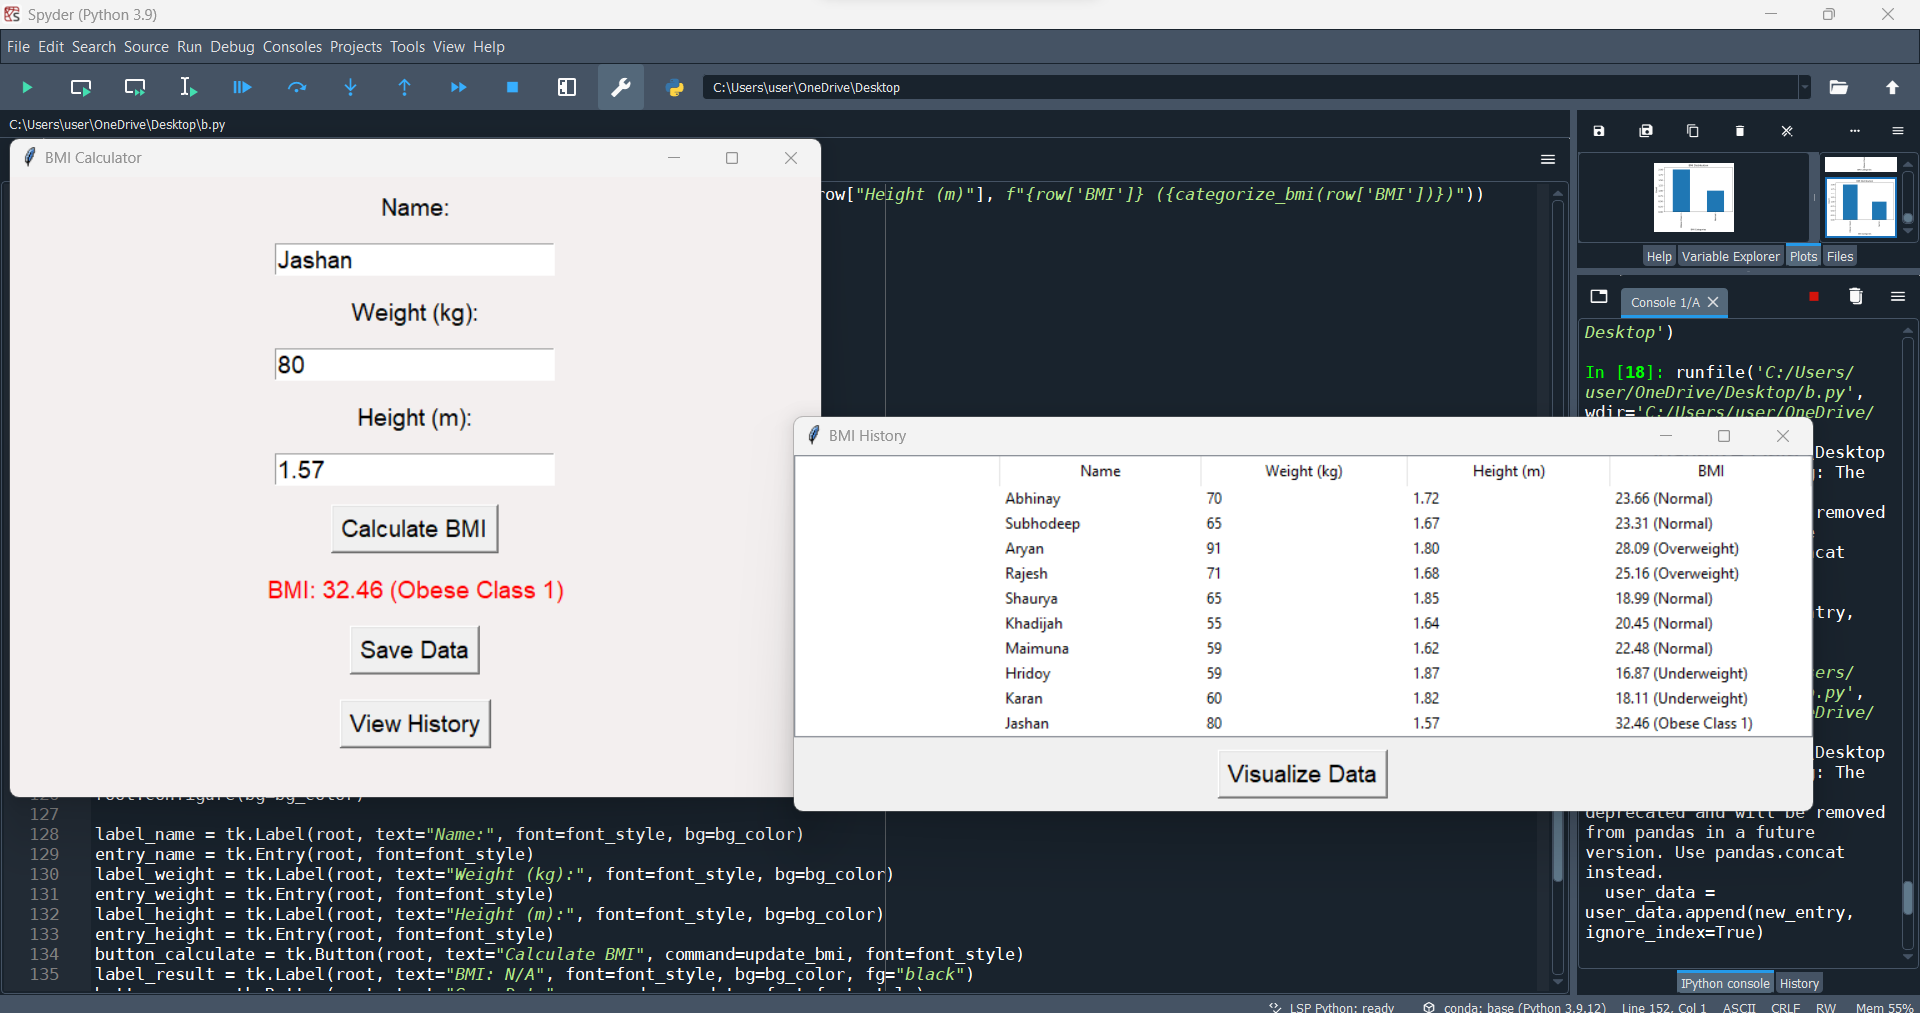 Spyder (Python 3.9)
File Edit Search Source Run Debug Consoles Projects Tools View Help
C:\Users\user\OneDrive\Desktop
C:\Users\user\OneDrive\Desktop\b.py
BMI Calculator
Name:
Jashan
Weight (kg):
80
Height (m):
1.57
Calculate BMI
BMI: 32.46 (Obese Class 1)
Save Data
View History
row["Height (m)"], f"{row['BMI']} ({categorize_bmi(row['BMI'])})"))
BMI History
Name Weight (kg) Height (m) BMI
Abhinay 70 1.72 23.66 (Normal)
Subhodeep 65 1.67 23.31 (Normal)
Aryan 91 1.80 28.09 (Overweight)
Rajesh 71 1.68 25.16 (Overweight)
Shaurya 65 1.85 18.99 (Normal)
Khadijah 55 1.64 20.45 (Normal)
Maimuna 59 1.62 22.48 (Normal)
Hridoy 59 1.87 16.87 (Underweight)
Karan 60 1.82 18.11 (Underweight)
Jashan 80 1.57 32.46 (Obese Class 1)
Visualize Data
127
128 label_name = tk.Label(root, text="Name:", font=font_style, bg=bg_color)
129 entry_name = tk.Entry(root, font=font_style)
130 label_weight = tk.Label(root, text="Weight (kg):", font=font_style, bg=bg_color)
131 entry_weight = tk.Entry(root, font=font_style)
132 label_height = tk.Label(root, text="Height (m):", font=font_style, bg=bg_color)
133 entry_height = tk.Entry(root, font=font_style)
134 button_calculate = tk.Button(root, text="Calculate BMI", command=update_bmi, font=font_style)
135 label_result = tk.Label(root, text="BMI: N/A", font=font_style, bg=bg_color, fg="black")
Help Variable Explorer Plots Files
Console 1/A
Desktop')
In [18]: runfile('C:/Users/
user/OneDrive/Desktop/b.py',
wdir='C:/Users/user/OneDrive/
Desktop
: The
removed
cat
try,
ers/
.py',
Drive/
Desktop
: The
deprecated and will be removed
from pandas in a future
version. Use pandas.concat
instead.
user_data =
user_data.append(new_entry,
ignore_index=True)
IPython console History
LSP Python: ready conda: base (Python 3.9.12) Line 152, Col 1 ASCII CRLF RW Mem 55%